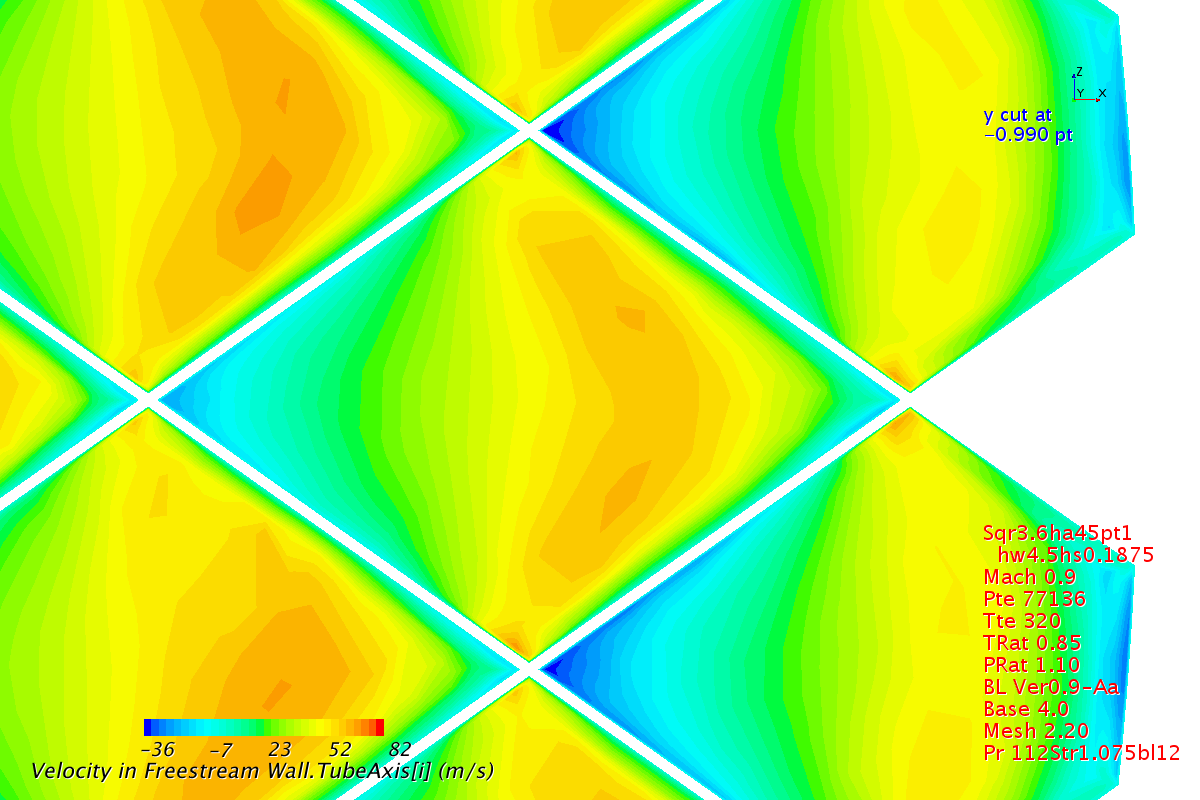 Z
Y X
y cut at
−0.990 pt
Sqr3.6ha45pt1
hw4.5hs0.1875
Mach 0.9
Pte 77136
Tte 320
TRat 0.85
PRat 1.10
BL Ver0.9−Aa
Base 4.0
Mesh 2.20
Pr 112Str1.075bl12
−36 −7 23 52 82
Velocity in Freestream Wall.TubeAxis[i] (m/s)